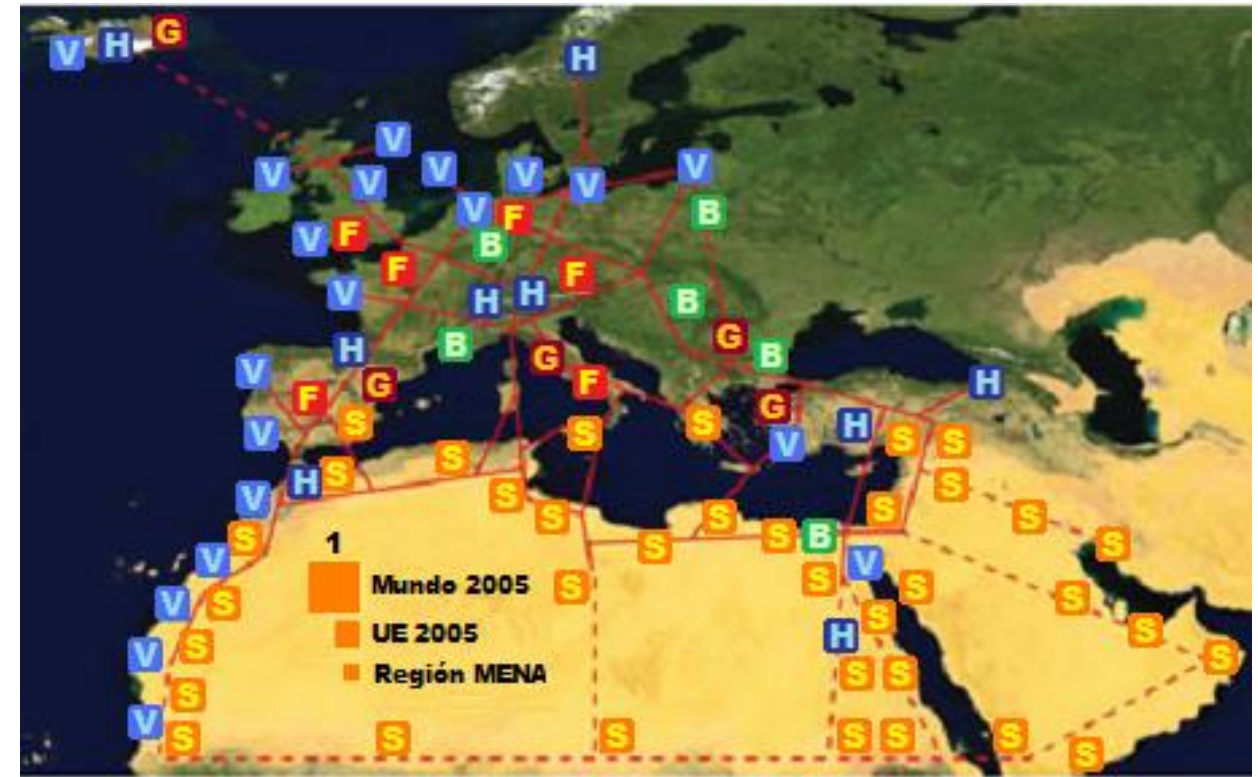 V H G
H
V
V V V V V V
V F B
V F B
F F
V H H B
H B G G B
V F G F H
V S S S G V H S S
H S S S
V S S S S
S S S B S S
1
V V
Mundo 2005
S S S
V S S S
UE 2005
H S
V S S
Región MENA
S S
S
V S S S S S S
S